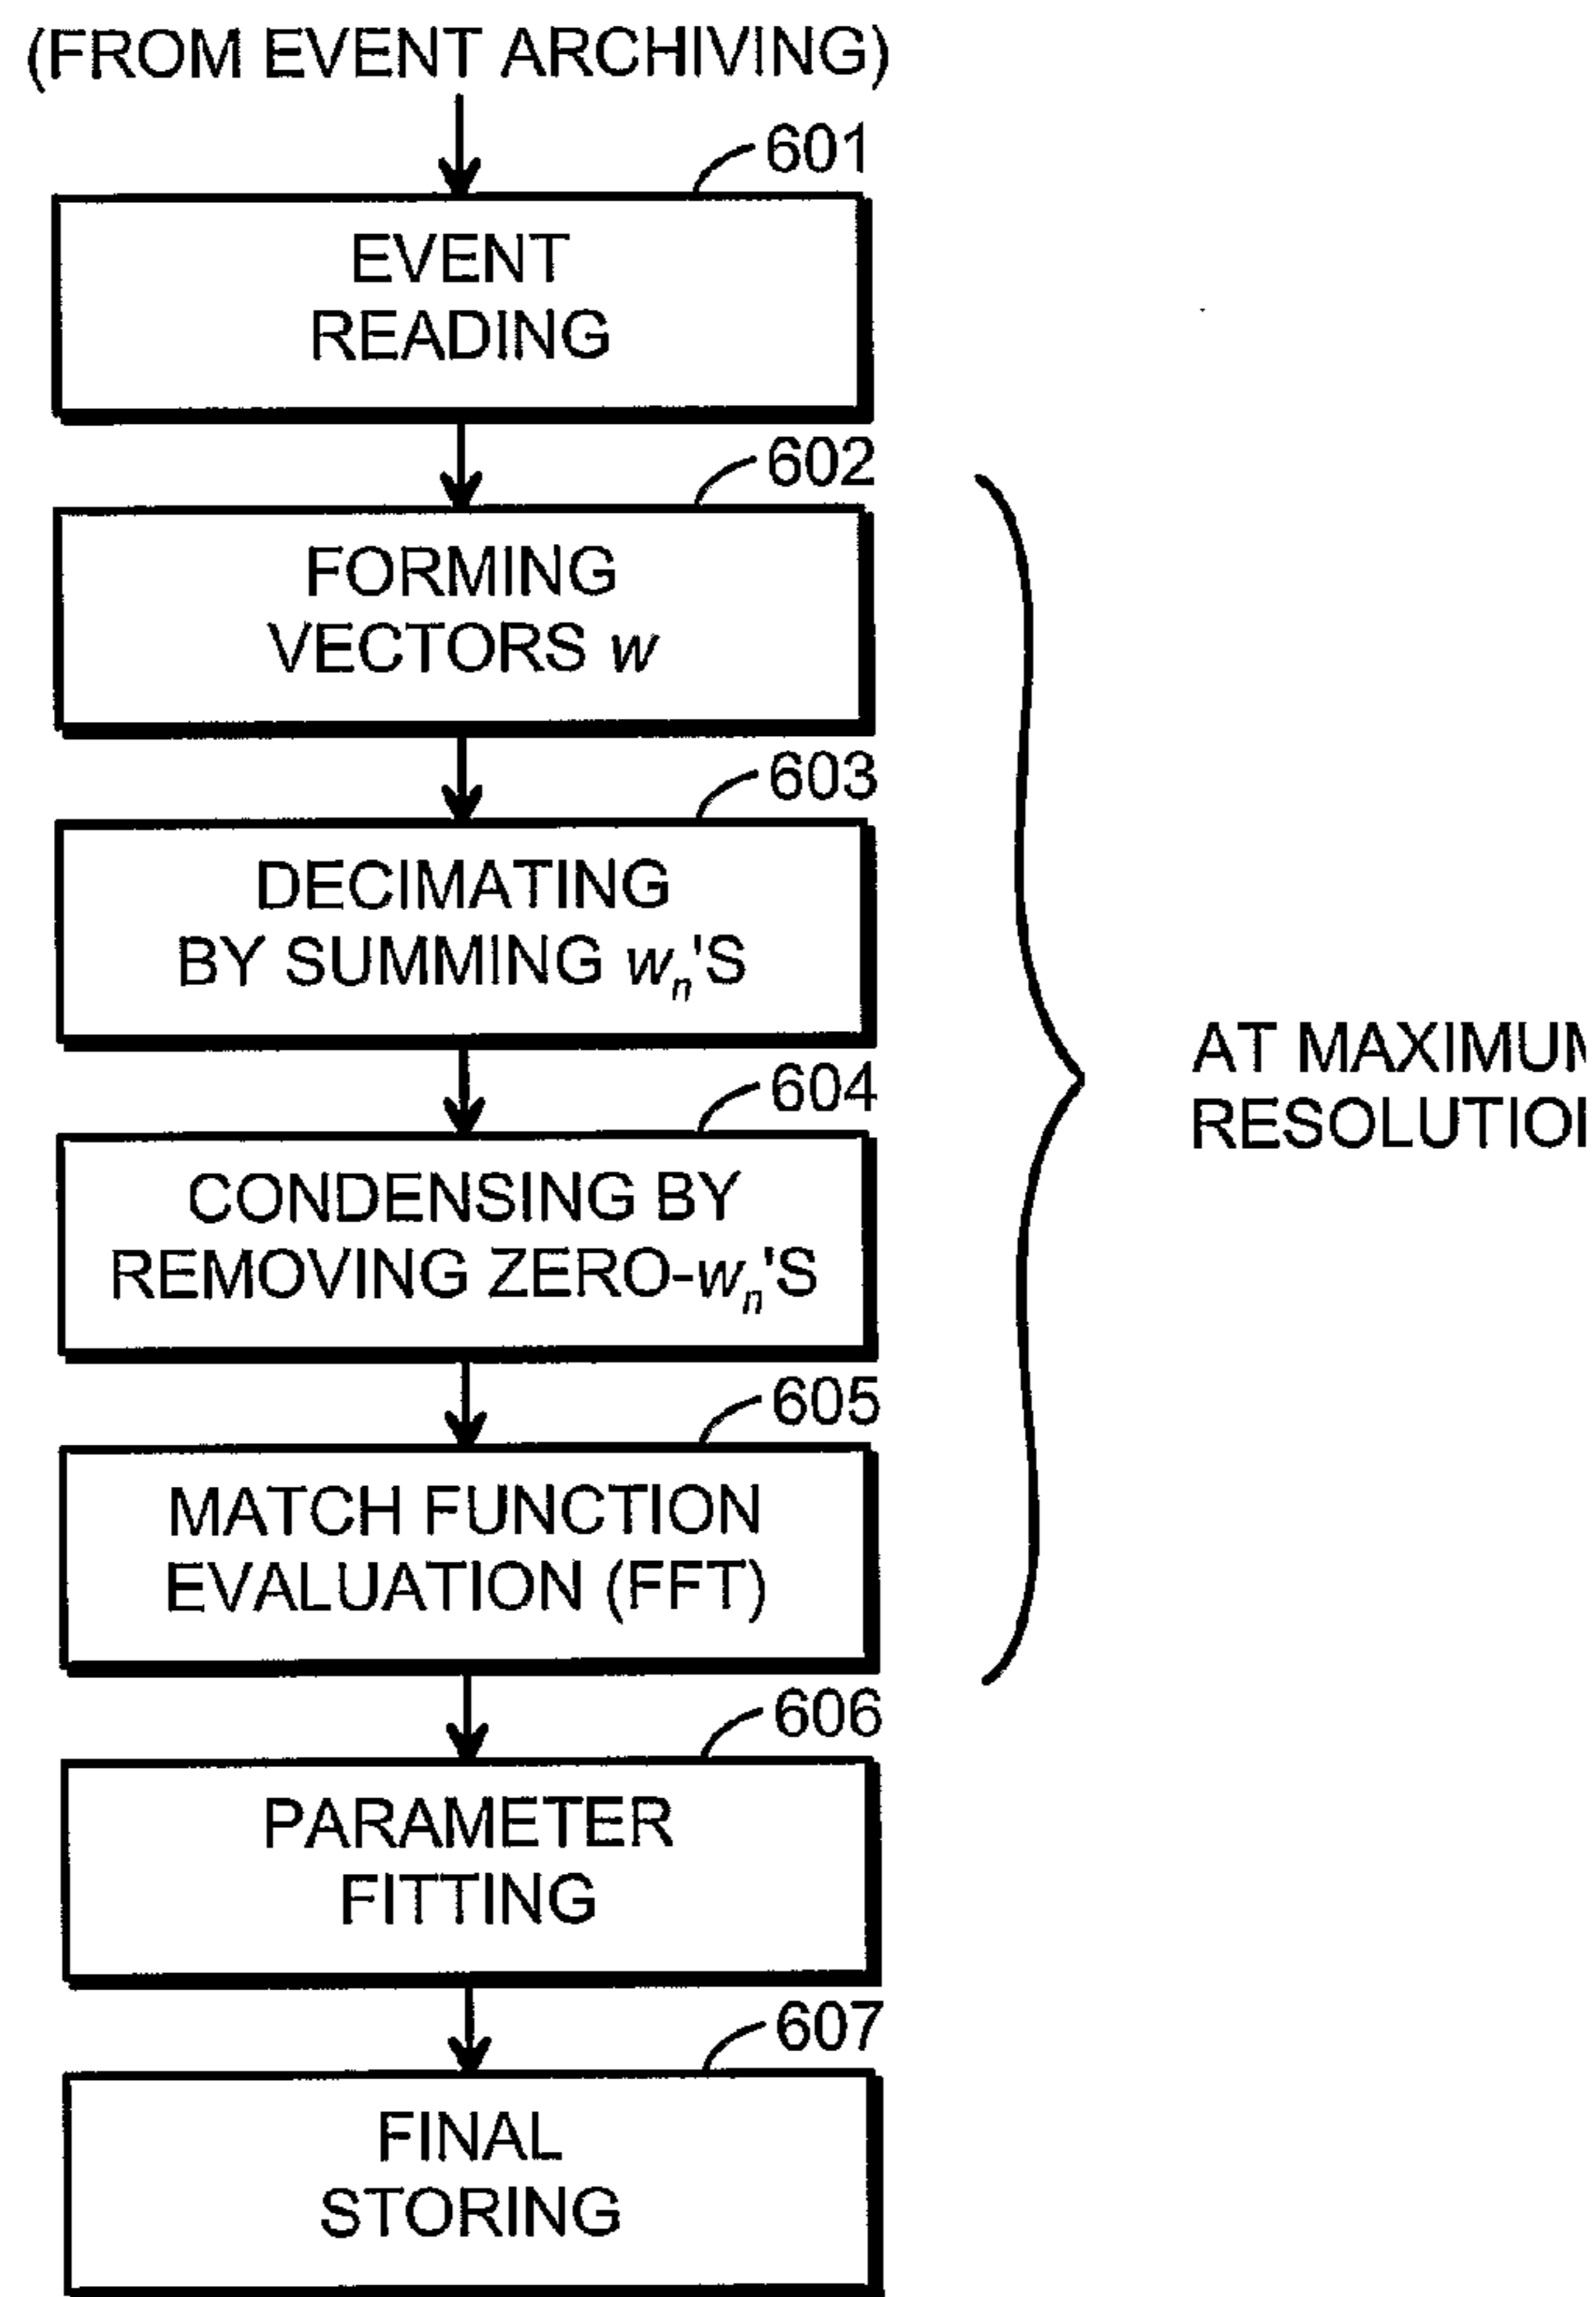 (FROM EVENT ARCHIVING)
601
EVENT
READING
602
FORMING
VECTORS w
603
DECIMATING
BY SUMMING wn'S
604
CONDENSING BY
REMOVING ZERO-wn'S
AT MAXIMUM
RESOLUTION
605
MATCH FUNCTION
EVALUATION (FFT)
606
PARAMETER
FITTING
607
FINAL
STORING